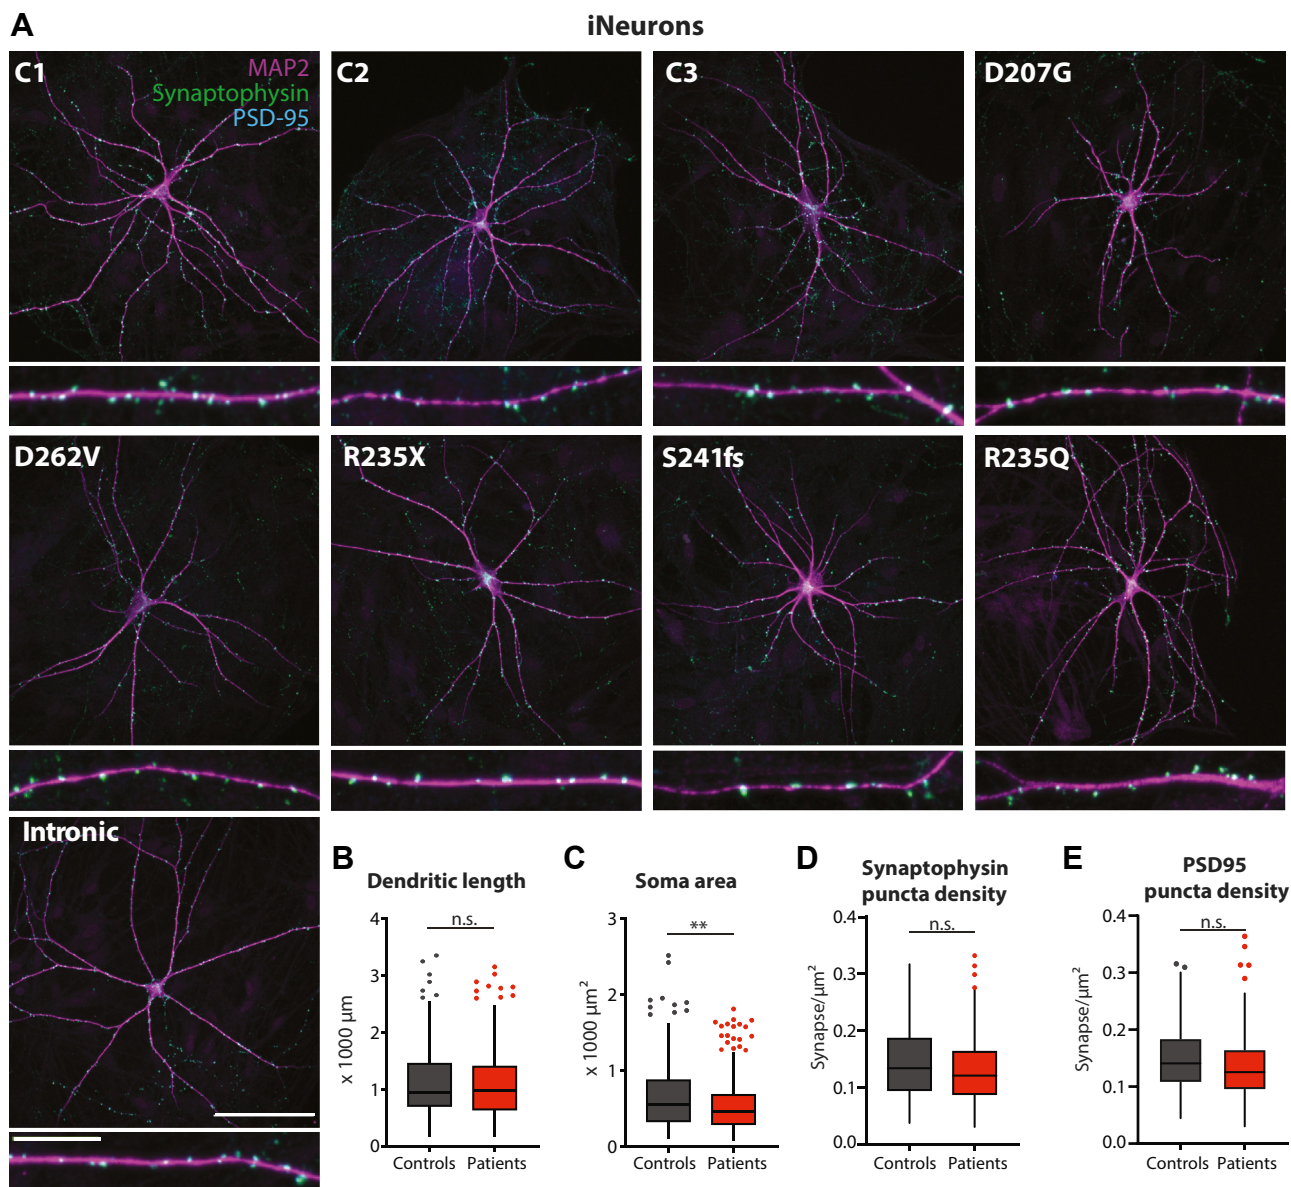 A
iNeurons
C1
MAP2
Synaptophysin
PSD-95
C2
C3
D207G
D262V
R235X
S241fs
R235Q
Intronic
B
Dendritic length
n.s.
4
3
2
1
0
x 1000 µm
Controls Patients
C
Soma area
**
3
2
1
0
x 1000 µm²
Controls Patients
D
Synaptophysin
puncta density
n.s.
0.4
0.3
0.2
0.1
0.0
Synapse/µm²
Controls Patients
E
PSD95
puncta density
n.s.
0.4
0.3
0.2
0.1
0.0
Synapse/µm²
Controls Patients